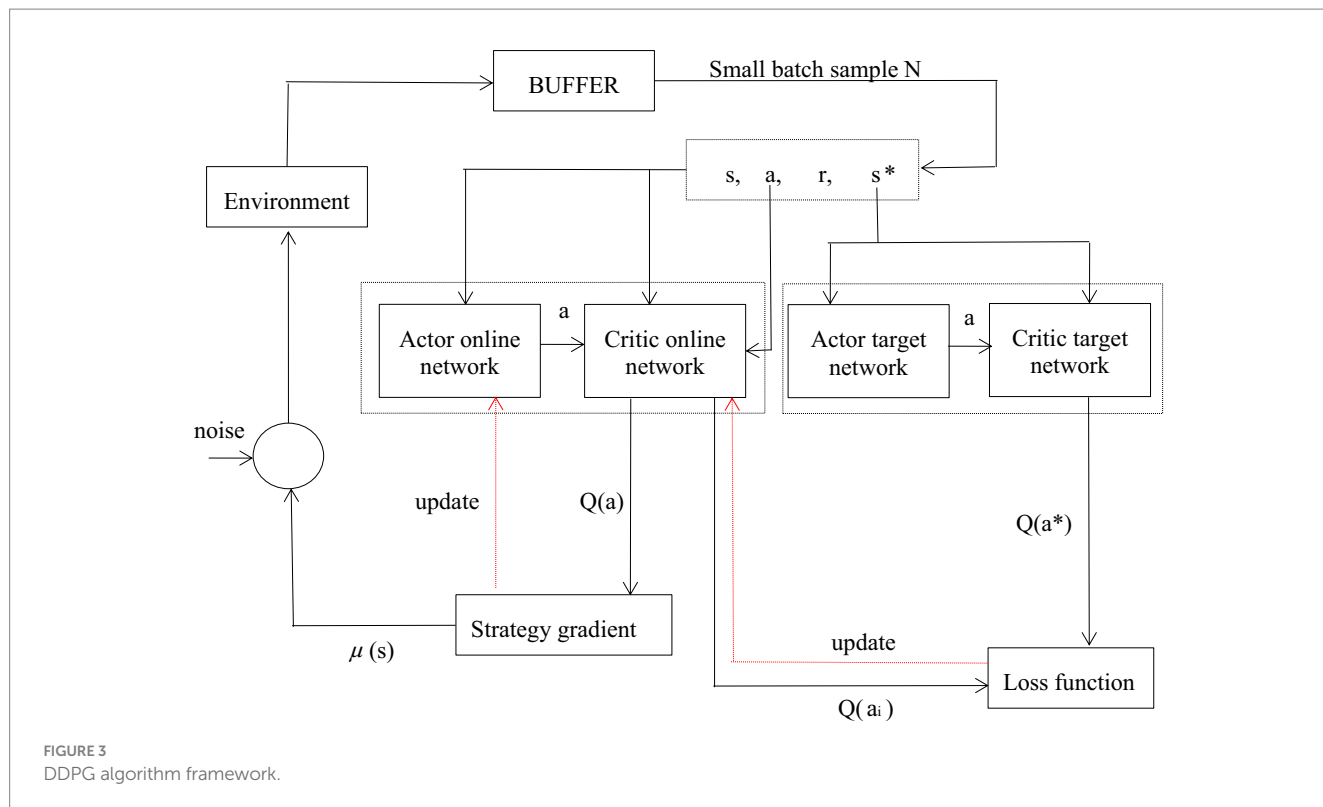 Small batch sample N
BUFFER
s, a, r, s*
Environment
a
a
Actor online
network
Critic online
network
Actor target
network
Critic target
network
noise
update
Q(a)
Q(a*)
Strategy gradient
μ (s)
update
Loss function
Q( aᵢ )
FIGURE 3
DDPG algorithm framework.